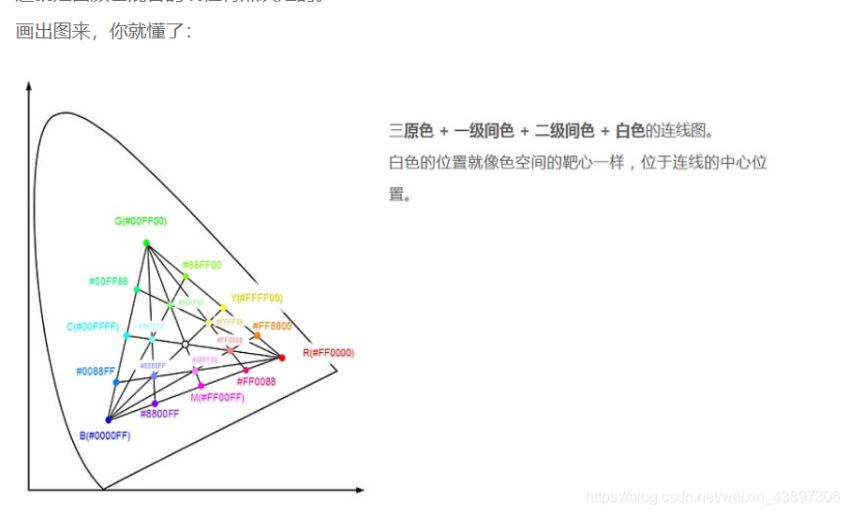 画出图来，你就懂了：
三原色 + 一级间色 + 二级间色 + 白色的连线图。
白色的位置就像色空间的靶心一样，位于连线的中心位
置。
G(#00FF00)
#88FF00
#00FF88
Y(#FFFF00)
C(#00FFFF)
#FF8800
R(#FF0000)
#0088FF
#8888FF
#FF0088
M(#FF00FF)
#8800FF
B(#0000FF)
https://blog.csdn.net/weixin_43897306